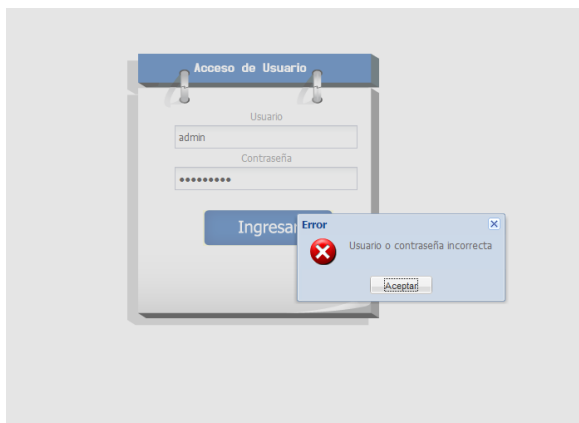 Acceso de Usuario
Usuario
admin
Contraseña
•••••••••
Ingresar
Error
Usuario o contraseña incorrecta
Aceptar